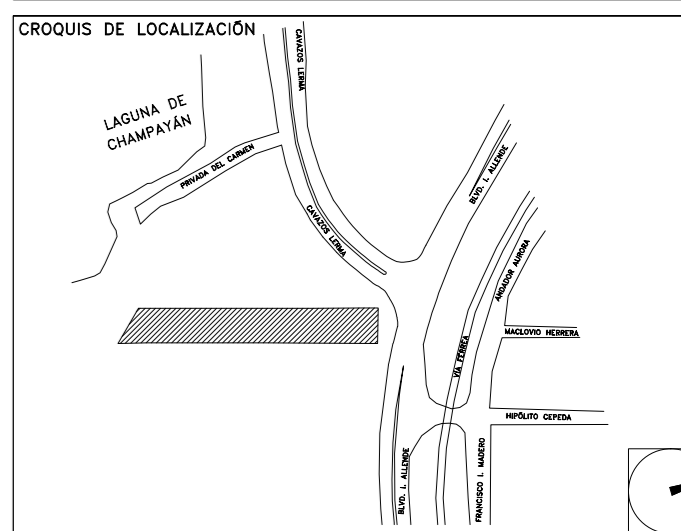 CROQUIS DE LOCALIZACIÓN
CAVAZOS LERMA
LAGUNA DE
CHAMPAYÁN
PRIVADA DEL CARMEN
BLVD. I. ALLENDE
CAVAZOS LERMA
ANDADOR AURORA
MACLOVIO HERRERA
VÍA FERREA
HIPÓLITO CEPEDA
BLVD. I. ALLENDE
FRANCISCO I. MADERO